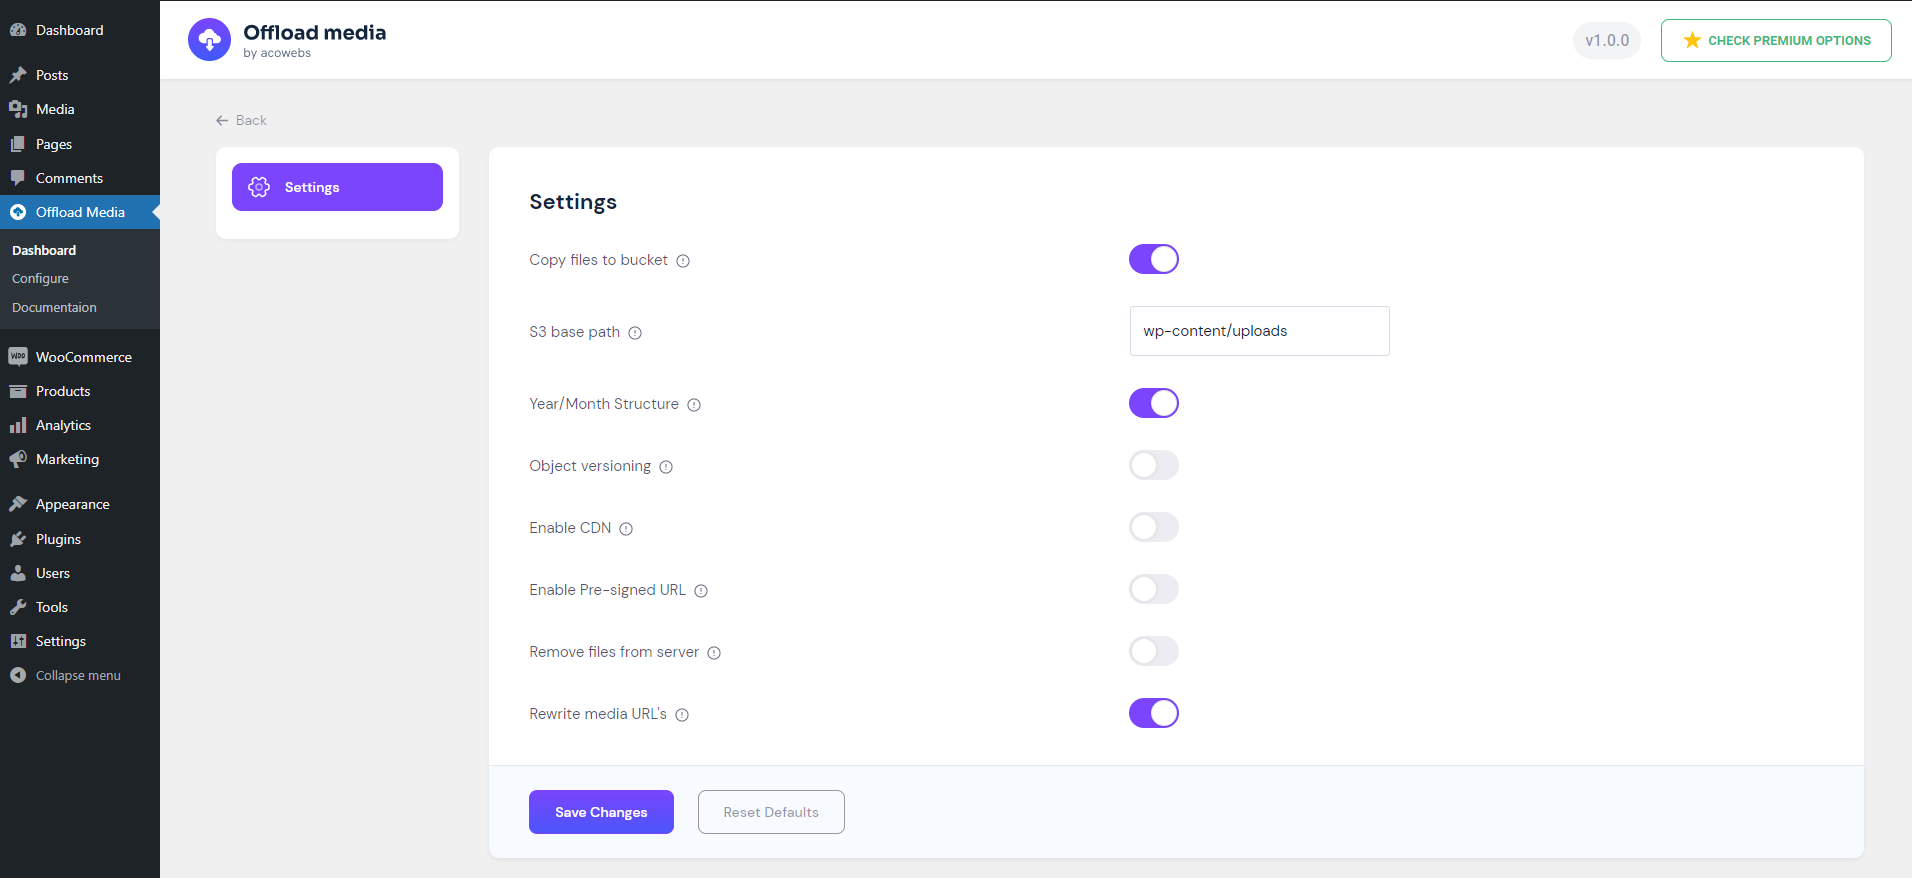 Dashboard
Posts
Media
Pages
Comments
Offload Media
Dashboard
Configure
Documentaion
WOO WooCommerce
Products
Analytics
Marketing
Appearance
Plugins
Users
Tools
Settings
Collapse menu
Offload media
by acowebs
v1.0.0
CHECK PREMIUM OPTIONS
Back
Settings
Settings
Copy files to bucket
S3 base path
wp-content/uploads
Year/Month Structure
Object versioning
Enable CDN
Enable Pre-signed URL
Remove files from server
Rewrite media URL's
Save Changes
Reset Defaults